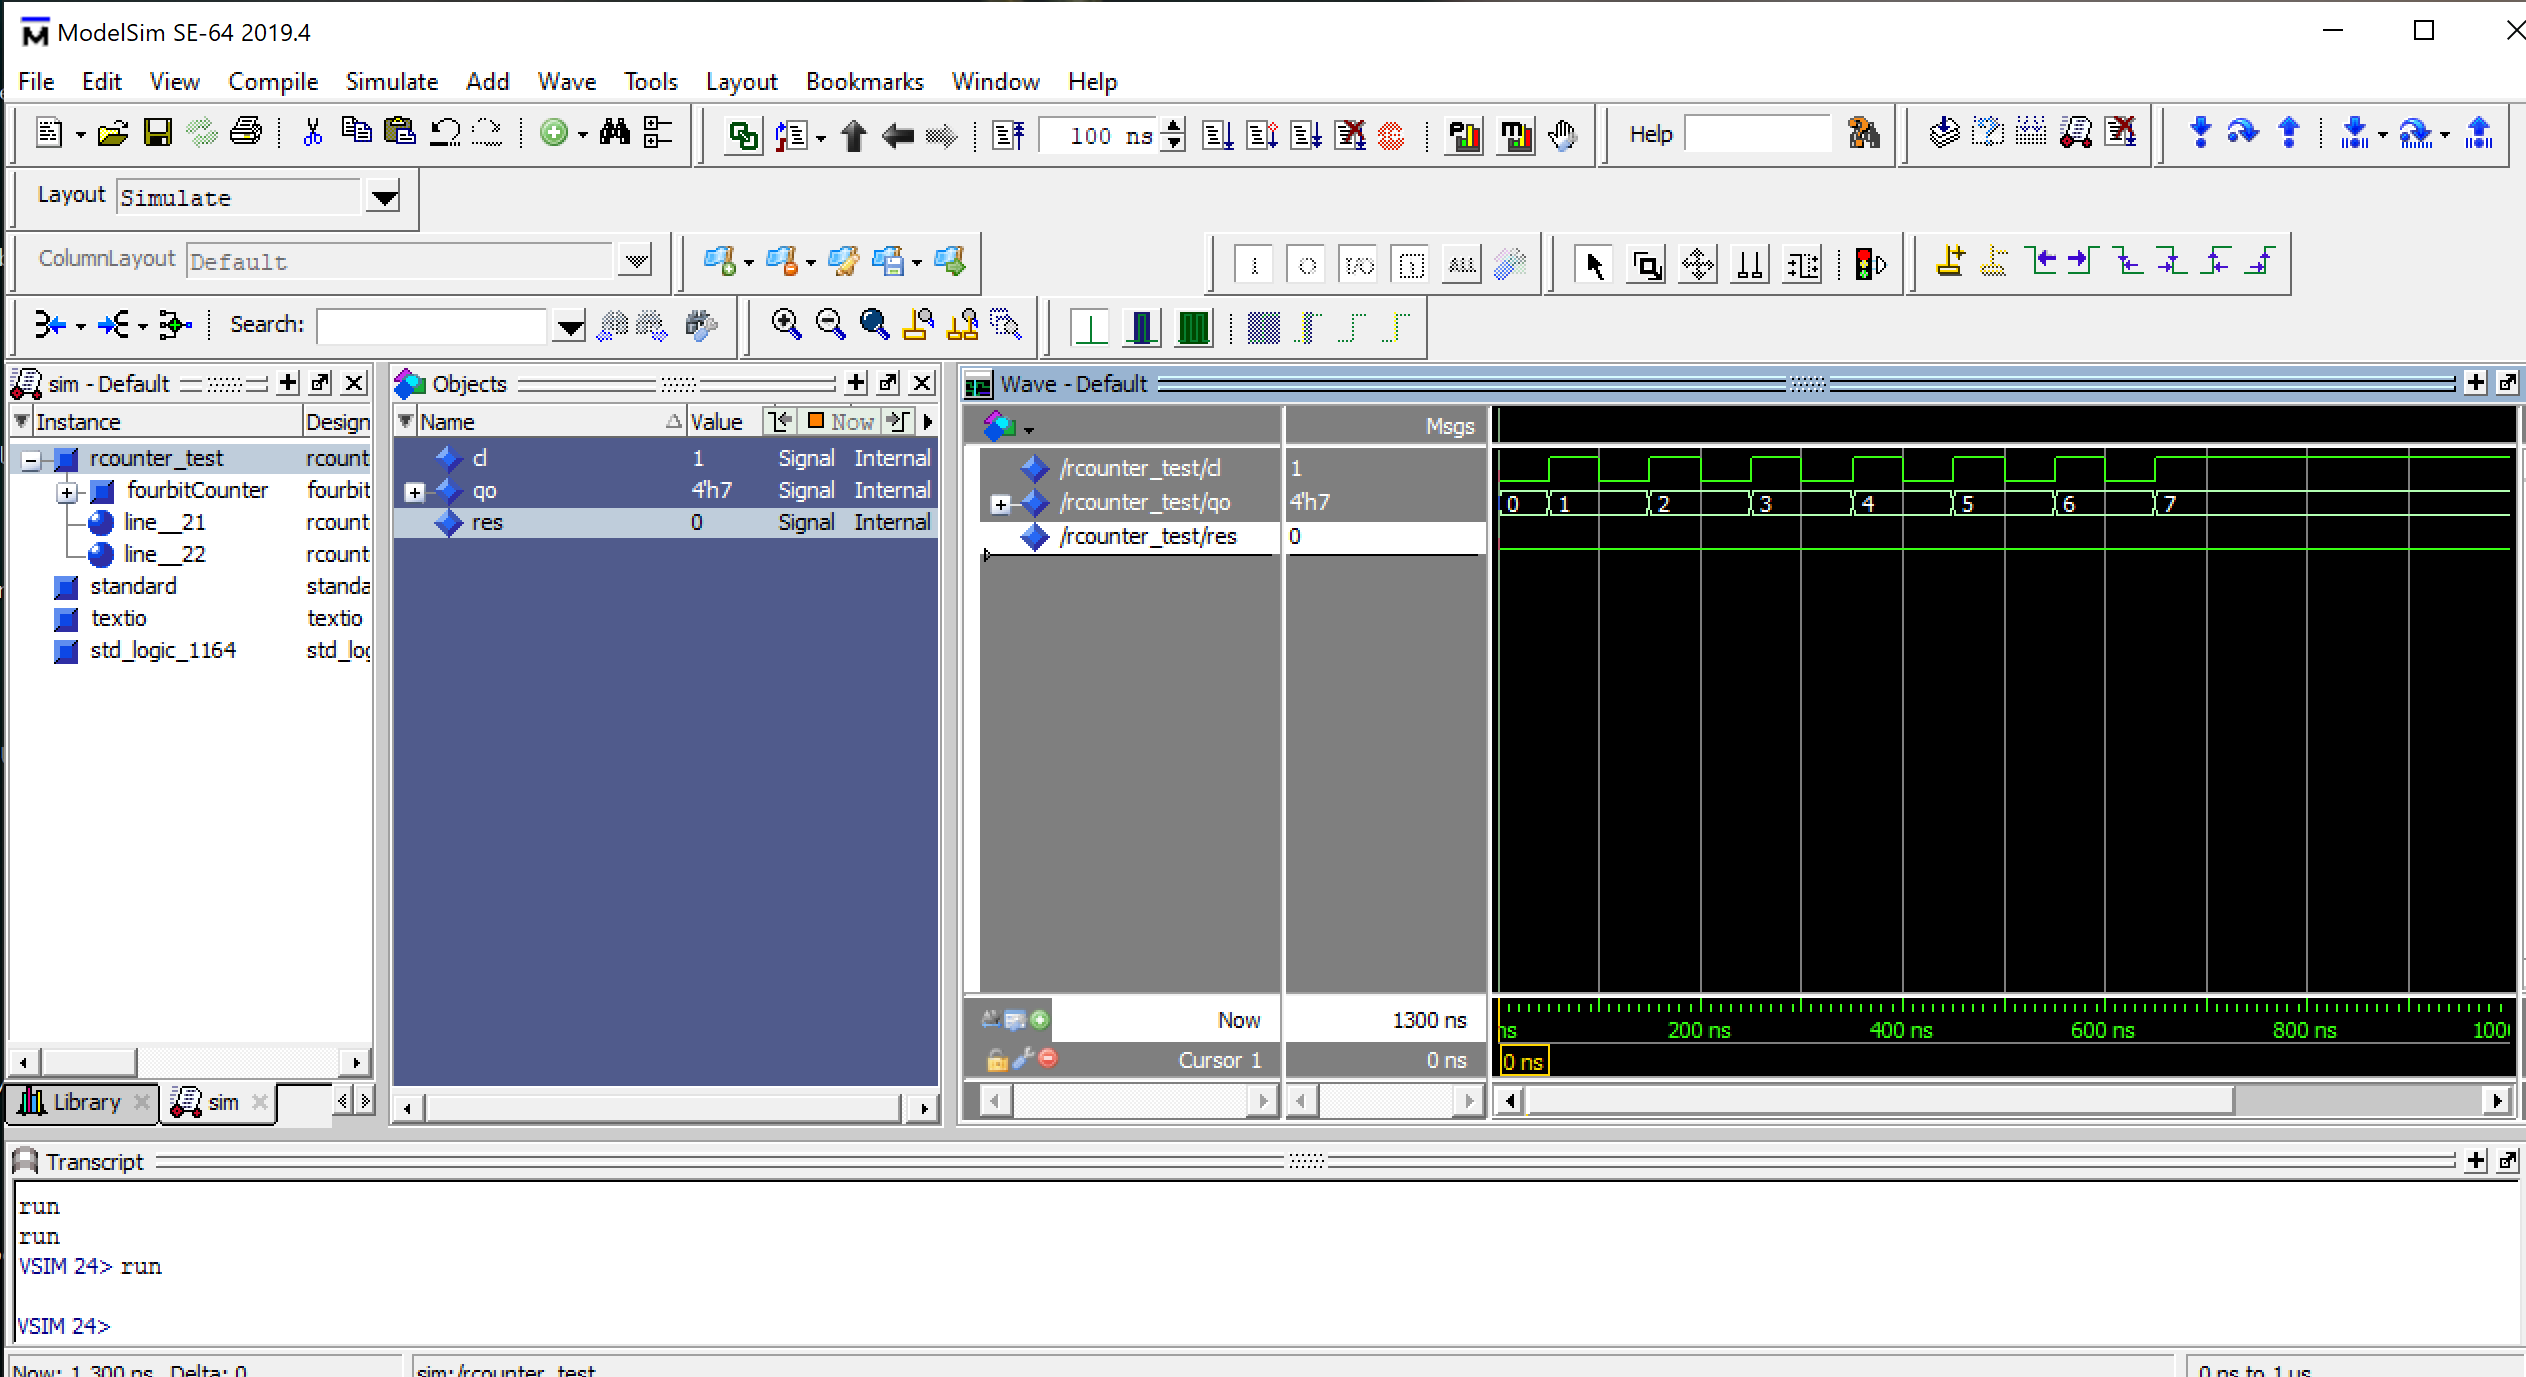 ModelSim SE-64 2019.4
File Edit View Compile Simulate Add Wave Tools Layout Bookmarks Window Help
100 ns
Help
Layout Simulate
ColumnLayout Default
I/O ALL
Search:
sim - Default
Instance Design
rcounter_test rcount
fourbitCounter fourbit
line__21 rcount
line__22 rcount
standard standa
textio textio
std_logic_1164 std_log
Library sim
Objects
Name Value Now
cl 1 Signal Internal
qo 4'h7 Signal Internal
res 0 Signal Internal
Wave - Default
Msgs
/rcounter_test/cl 1
/rcounter_test/qo 4'h7 0 1 2 3 4 5 6 7
/rcounter_test/res 0
Now 1300 ns ns 200 ns 400 ns 600 ns 800 ns 100
Cursor 1 0 ns 0 ns
Transcript
run
run
VSIM 24> run
VSIM 24>
Now: 1,300 ns Delta: 0 sim:/rcounter_test 0 ns to 1 us